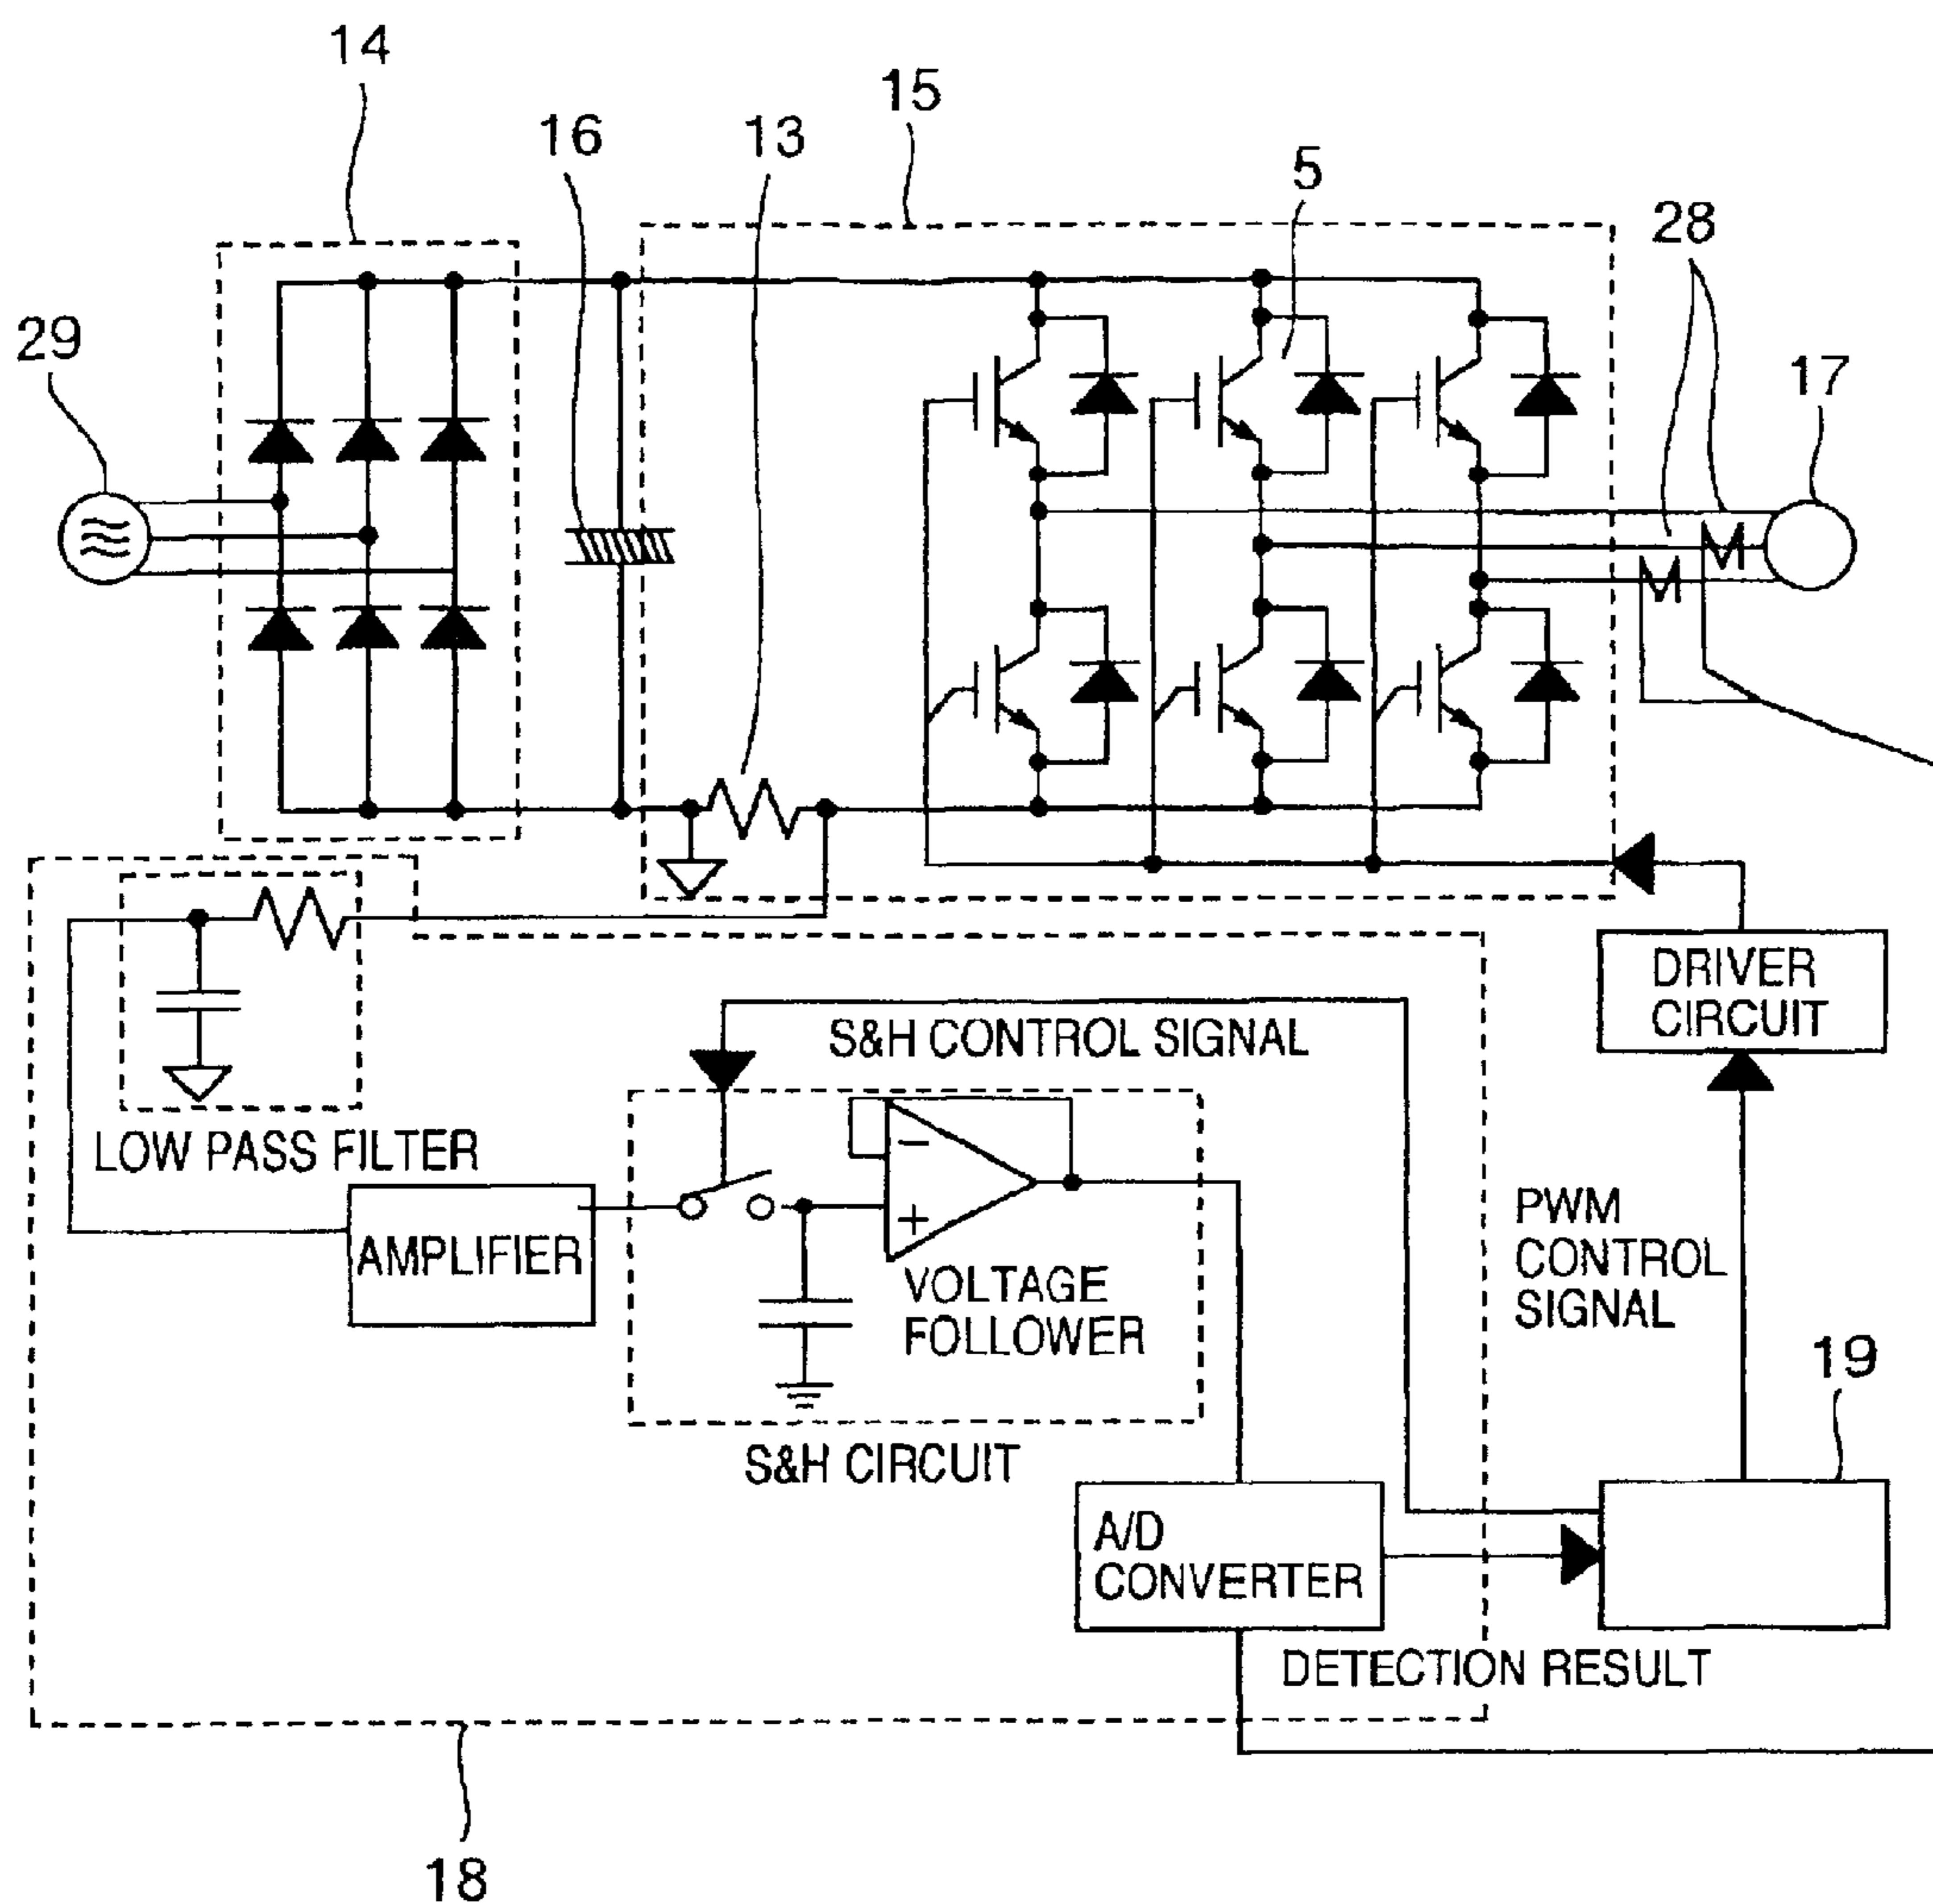 14
15
16
13
5
28
29
17
DRIVER
CIRCUIT
S&H CONTROL SIGNAL
LOW PASS FILTER
−
+
AMPLIFIER
VOLTAGE
FOLLOWER
PWM
CONTROL
SIGNAL
19
S&H CIRCUIT
A/D
CONVERTER
DETECTION RESULT
18